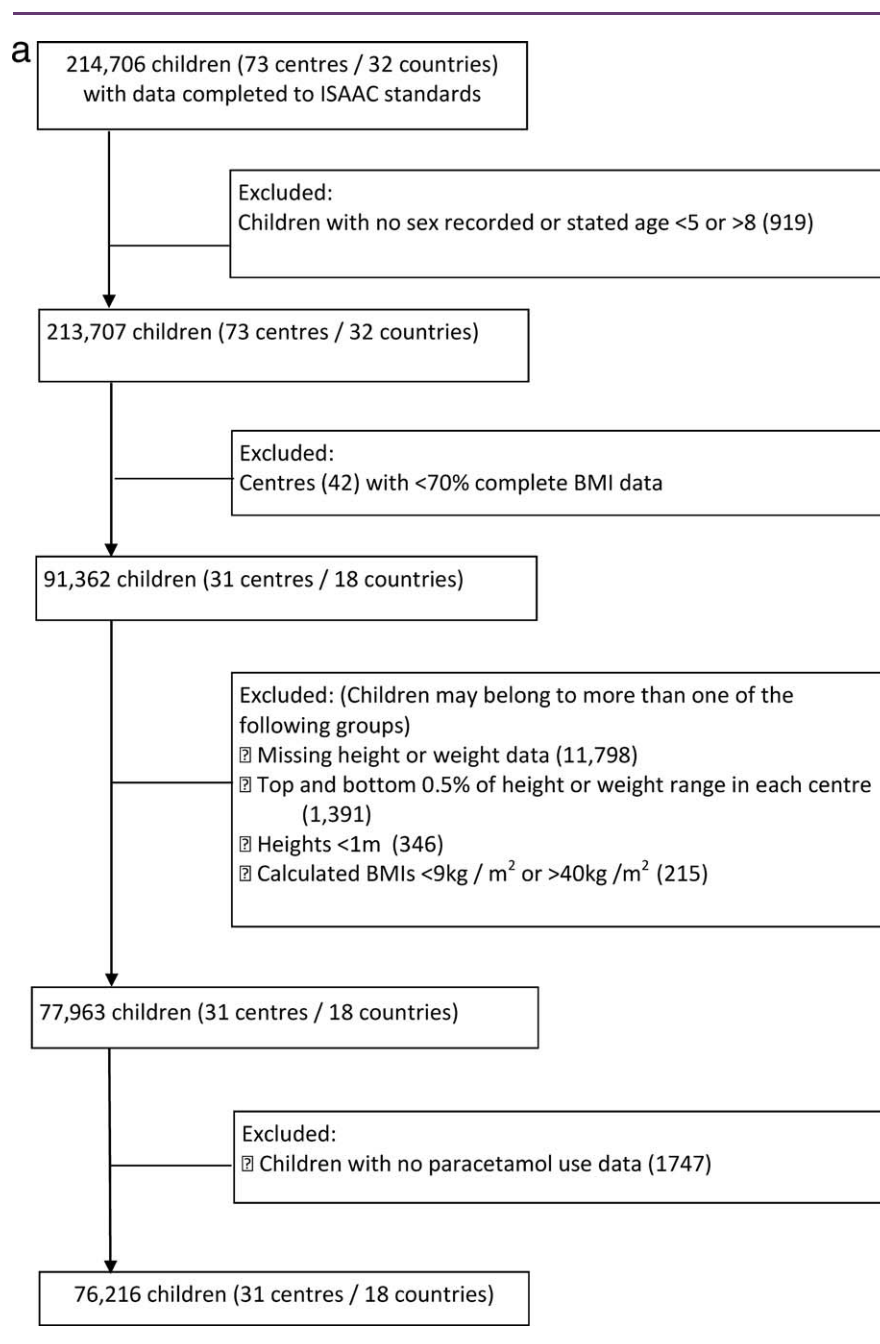 a
214,706 children (73 centres / 32 countries)
with data completed to ISAAC standards
Excluded:
Children with no sex recorded or stated age <5 or >8 (919)
213,707 children (73 centres / 32 countries)
Excluded:
Centres (42) with <70% complete BMI data
91,362 children (31 centres / 18 countries)
Excluded: (Children may belong to more than one of the
following groups)
⍰ Missing height or weight data (11,798)
⍰ Top and bottom 0.5% of height or weight range in each centre
(1,391)
⍰ Heights <1m (346)
⍰ Calculated BMIs <9kg / m² or >40kg /m² (215)
77,963 children (31 centres / 18 countries)
Excluded:
⍰ Children with no paracetamol use data (1747)
76,216 children (31 centres / 18 countries)